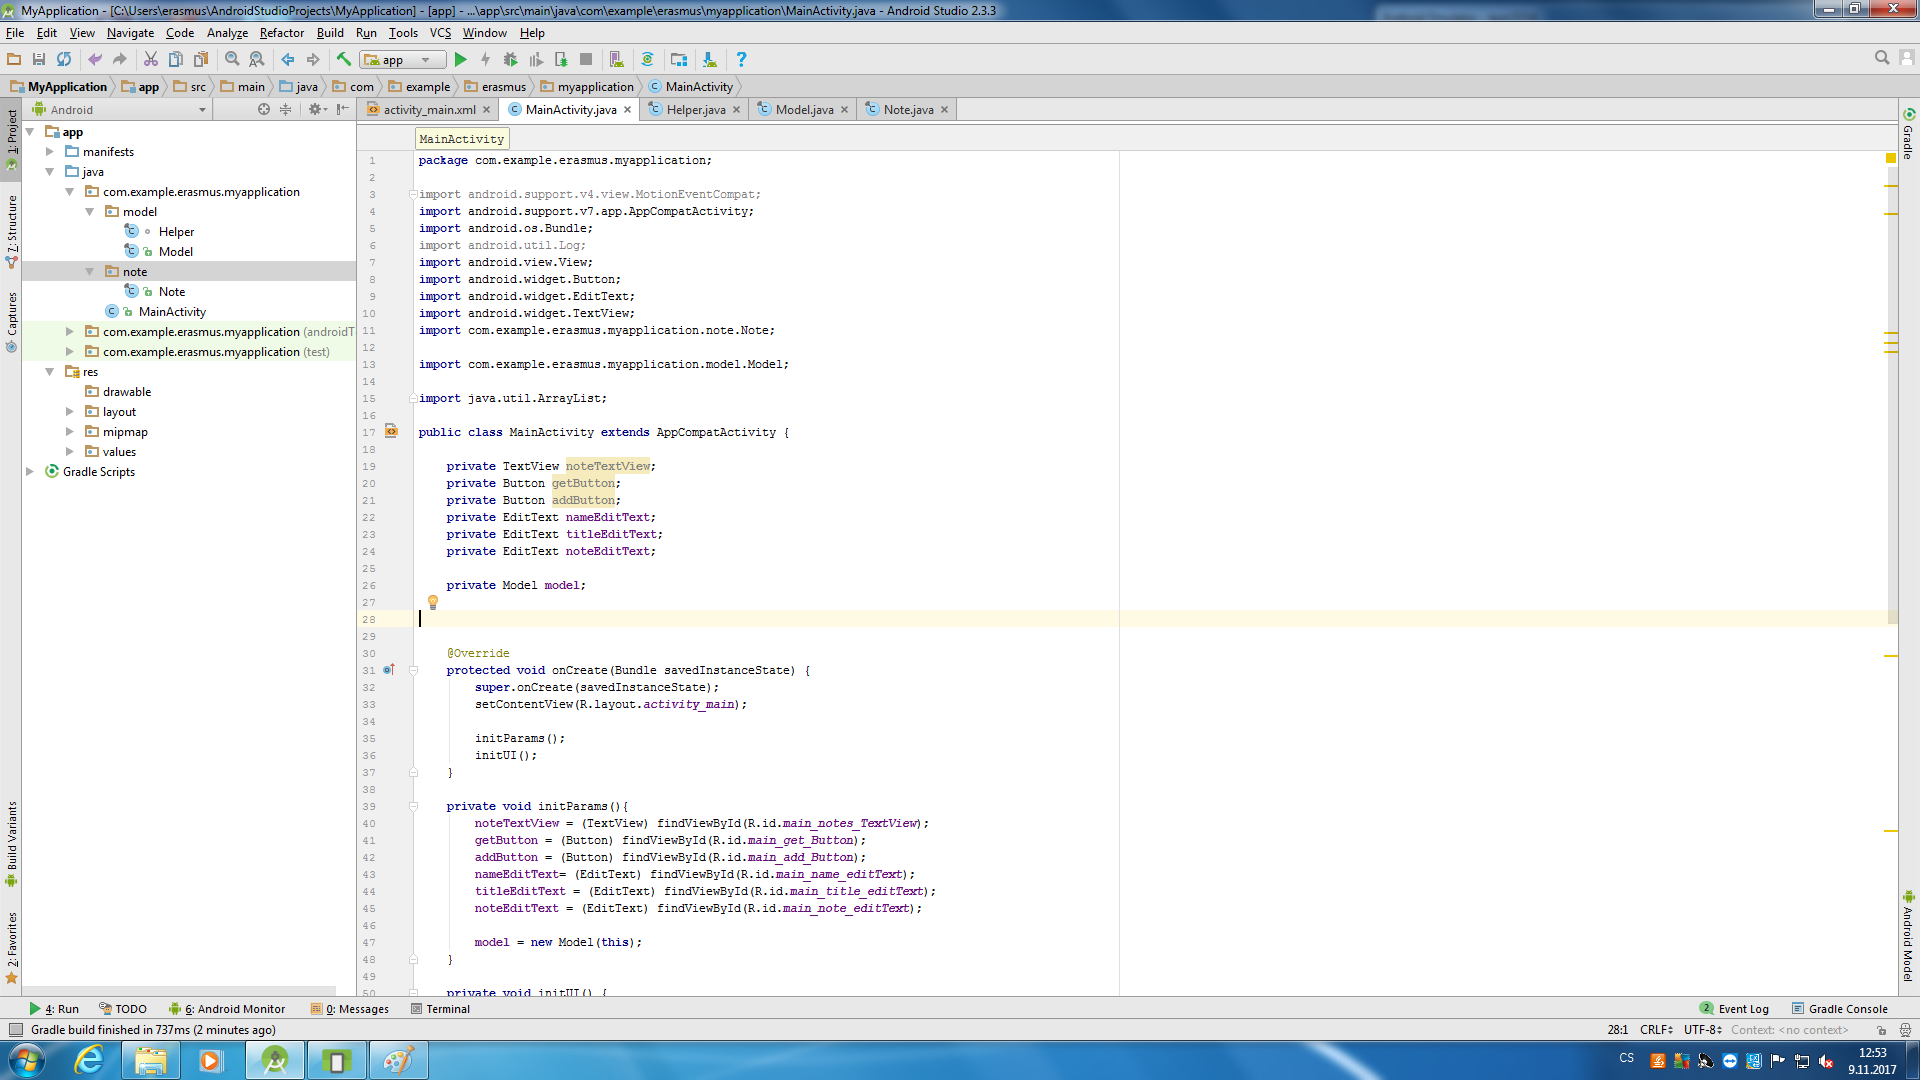 MyApplication - [C:\Users\erasmus\AndroidStudioProjects\MyApplication] - [app] - ...\app\src\main\java\com\example\erasmus\myapplication\MainActivity.java - Android Studio 2.3.3
File Edit View Navigate Code Analyze Refactor Build Run Tools VCS Window Help
app
MyApplication app src main java com example erasmus myapplication MainActivity
Android
activity_main.xml MainActivity.java Helper.java Model.java Note.java
1: Project
7: Structure
Captures
Build Variants
2: Favorites
app
manifests
java
com.example.erasmus.myapplication
model
Helper
Model
note
Note
MainActivity
com.example.erasmus.myapplication (androidT
com.example.erasmus.myapplication (test)
res
drawable
layout
mipmap
values
Gradle Scripts
MainActivity
1 package com.example.erasmus.myapplication;
2
3 import android.support.v4.view.MotionEventCompat;
4 import android.support.v7.app.AppCompatActivity;
5 import android.os.Bundle;
6 import android.util.Log;
7 import android.view.View;
8 import android.widget.Button;
9 import android.widget.EditText;
10 import android.widget.TextView;
11 import com.example.erasmus.myapplication.note.Note;
12
13 import com.example.erasmus.myapplication.model.Model;
14
15 import java.util.ArrayList;
16
17 public class MainActivity extends AppCompatActivity {
18
19 private TextView noteTextView;
20 private Button getButton;
21 private Button addButton;
22 private EditText nameEditText;
23 private EditText titleEditText;
24 private EditText noteEditText;
25
26 private Model model;
27
28
29
30 @Override
31 protected void onCreate(Bundle savedInstanceState) {
32 super.onCreate(savedInstanceState);
33 setContentView(R.layout.activity_main);
34
35 initParams();
36 initUI();
37 }
38
39 private void initParams(){
40 noteTextView = (TextView) findViewById(R.id.main_notes_TextView);
41 getButton = (Button) findViewById(R.id.main_get_Button);
42 addButton = (Button) findViewById(R.id.main_add_Button);
43 nameEditText= (EditText) findViewById(R.id.main_name_editText);
44 titleEditText = (EditText) findViewById(R.id.main_title_editText);
45 noteEditText = (EditText) findViewById(R.id.main_note_editText);
46
47 model = new Model(this);
48 }
49
50 private void initUI() {
Gradle
Android Model
4: Run TODO 6: Android Monitor 0: Messages Terminal 2 Event Log Gradle Console
Gradle build finished in 737ms (2 minutes ago) 28:1 CRLF UTF-8 Context: <no context>
CS 12:53
9.11.2017